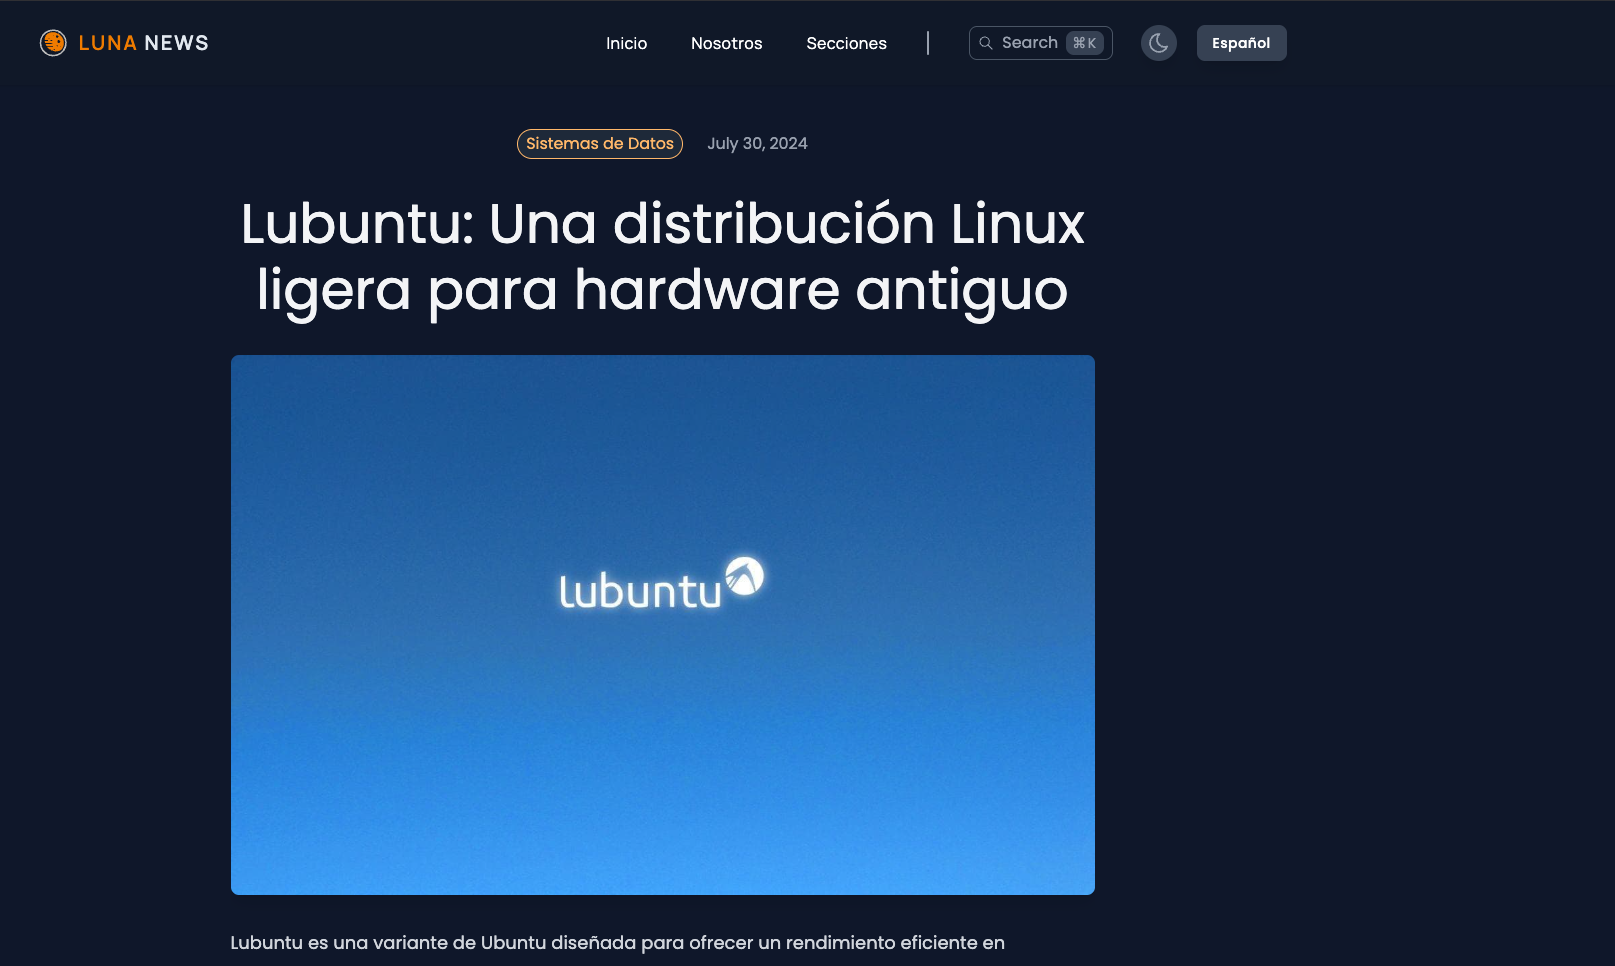 LUNA NEWS
Inicio
Nosotros
Secciones
Search ⌘K
Español
Sistemas de Datos
July 30, 2024
Lubuntu: Una distribución Linux
ligera para hardware antiguo
lubuntu
Lubuntu es una variante de Ubuntu diseñada para ofrecer un rendimiento eficiente en